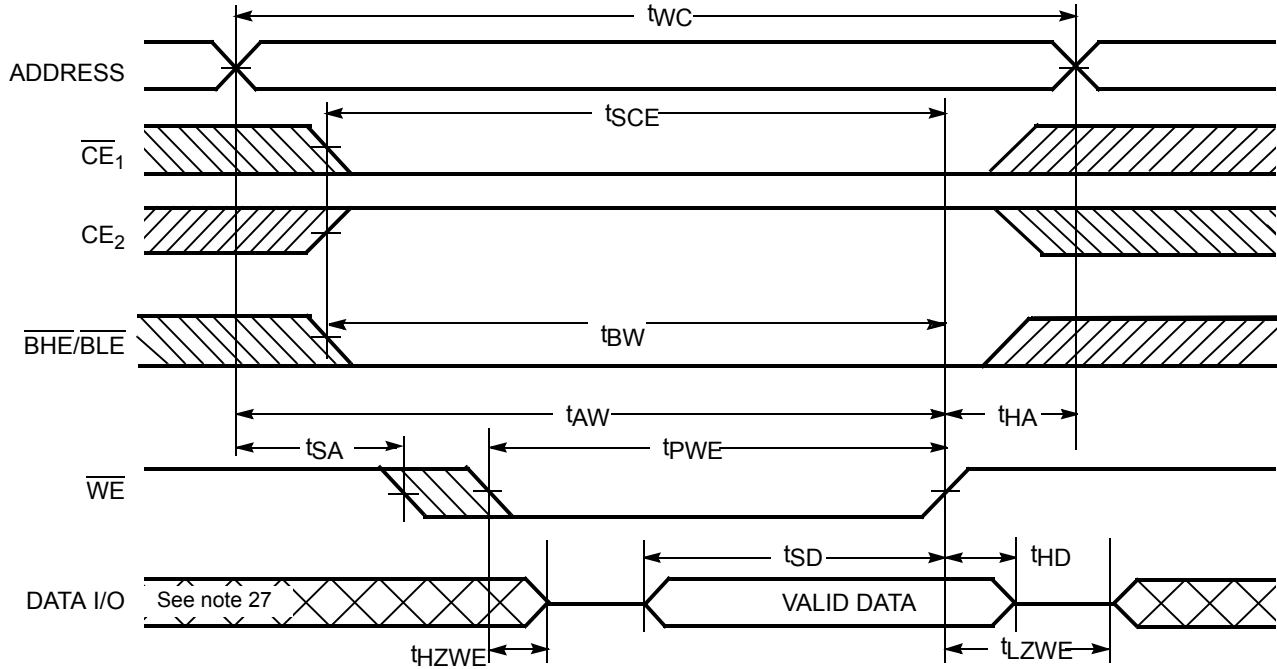 tWC
ADDRESS
tSCE
CE1
CE2
tBW
BHE/BLE
tAW
tHA
tSA
tPWE
WE
tSD
tHD
DATA I/O
See note 27
VALID DATA
tHZWE
tLZWE